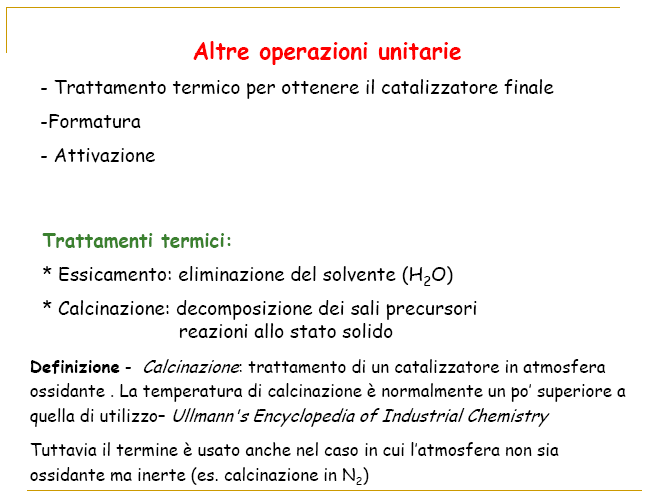 Altre operazioni unitarie
- Trattamento termico per ottenere il catalizzatore finale
-Formatura
- Attivazione
Trattamenti termici:
* Essicamento: eliminazione del solvente (H₂O)
* Calcinazione: decomposizione dei sali precursori
reazioni allo stato solido
Definizione - Calcinazione: trattamento di un catalizzatore in atmosfera
ossidante . La temperatura di calcinazione è normalmente un po' superiore a
quella di utilizzo– Ullmann's Encyclopedia of Industrial Chemistry
Tuttavia il termine è usato anche nel caso in cui l'atmosfera non sia
ossidante ma inerte (es. calcinazione in N₂)